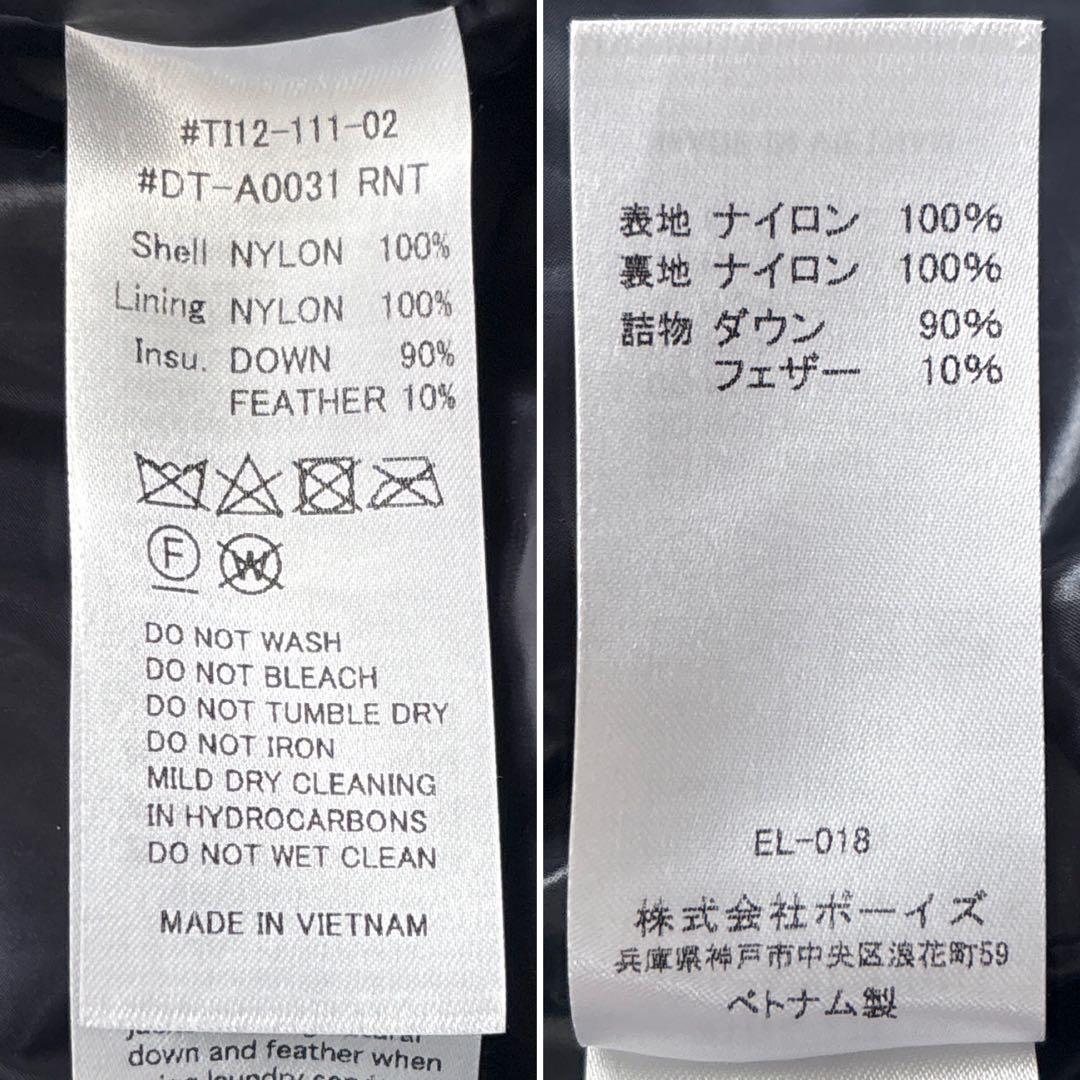 #TI12-111-02
#DT-A0031 RNT
Shell NYLON 100%
Lining NYLON 100%
Insu. DOWN 90%
FEATHER 10%
F
W
DO NOT WASH
DO NOT BLEACH
DO NOT TUMBLE DRY
DO NOT IRON
MILD DRY CLEANING
IN HYDROCARBONS
DO NOT WET CLEAN
MADE IN VIETNAM
down and feather when
表地 ナイロン 100%
裏地 ナイロン 100%
詰物 ダウン 90%
フェザー 10%
EL-018
株式会社ボーイズ
兵庫県神戸市中央区浪花町59
ベトナム製